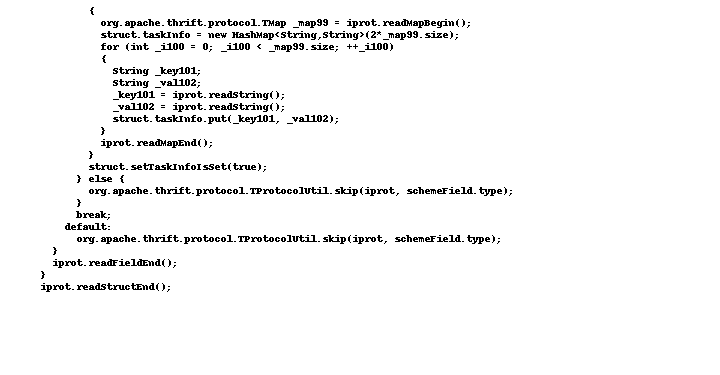 {
org.apache.thrift.protocol.TMap _map99 = iprot.readMapBegin();
struct.taskInfo = new HashMap<String,String>(2*_map99.size);
for (int _i100 = 0; _i100 < _map99.size; ++_i100)
{
String _key101;
String _val102;
_key101 = iprot.readString();
_val102 = iprot.readString();
struct.taskInfo.put(_key101, _val102);
}
iprot.readMapEnd();
}
struct.setTaskInfoIsSet(true);
} else {
org.apache.thrift.protocol.TProtocolUtil.skip(iprot, schemeField.type);
}
break;
default:
org.apache.thrift.protocol.TProtocolUtil.skip(iprot, schemeField.type);
}
iprot.readFieldEnd();
}
iprot.readStructEnd();